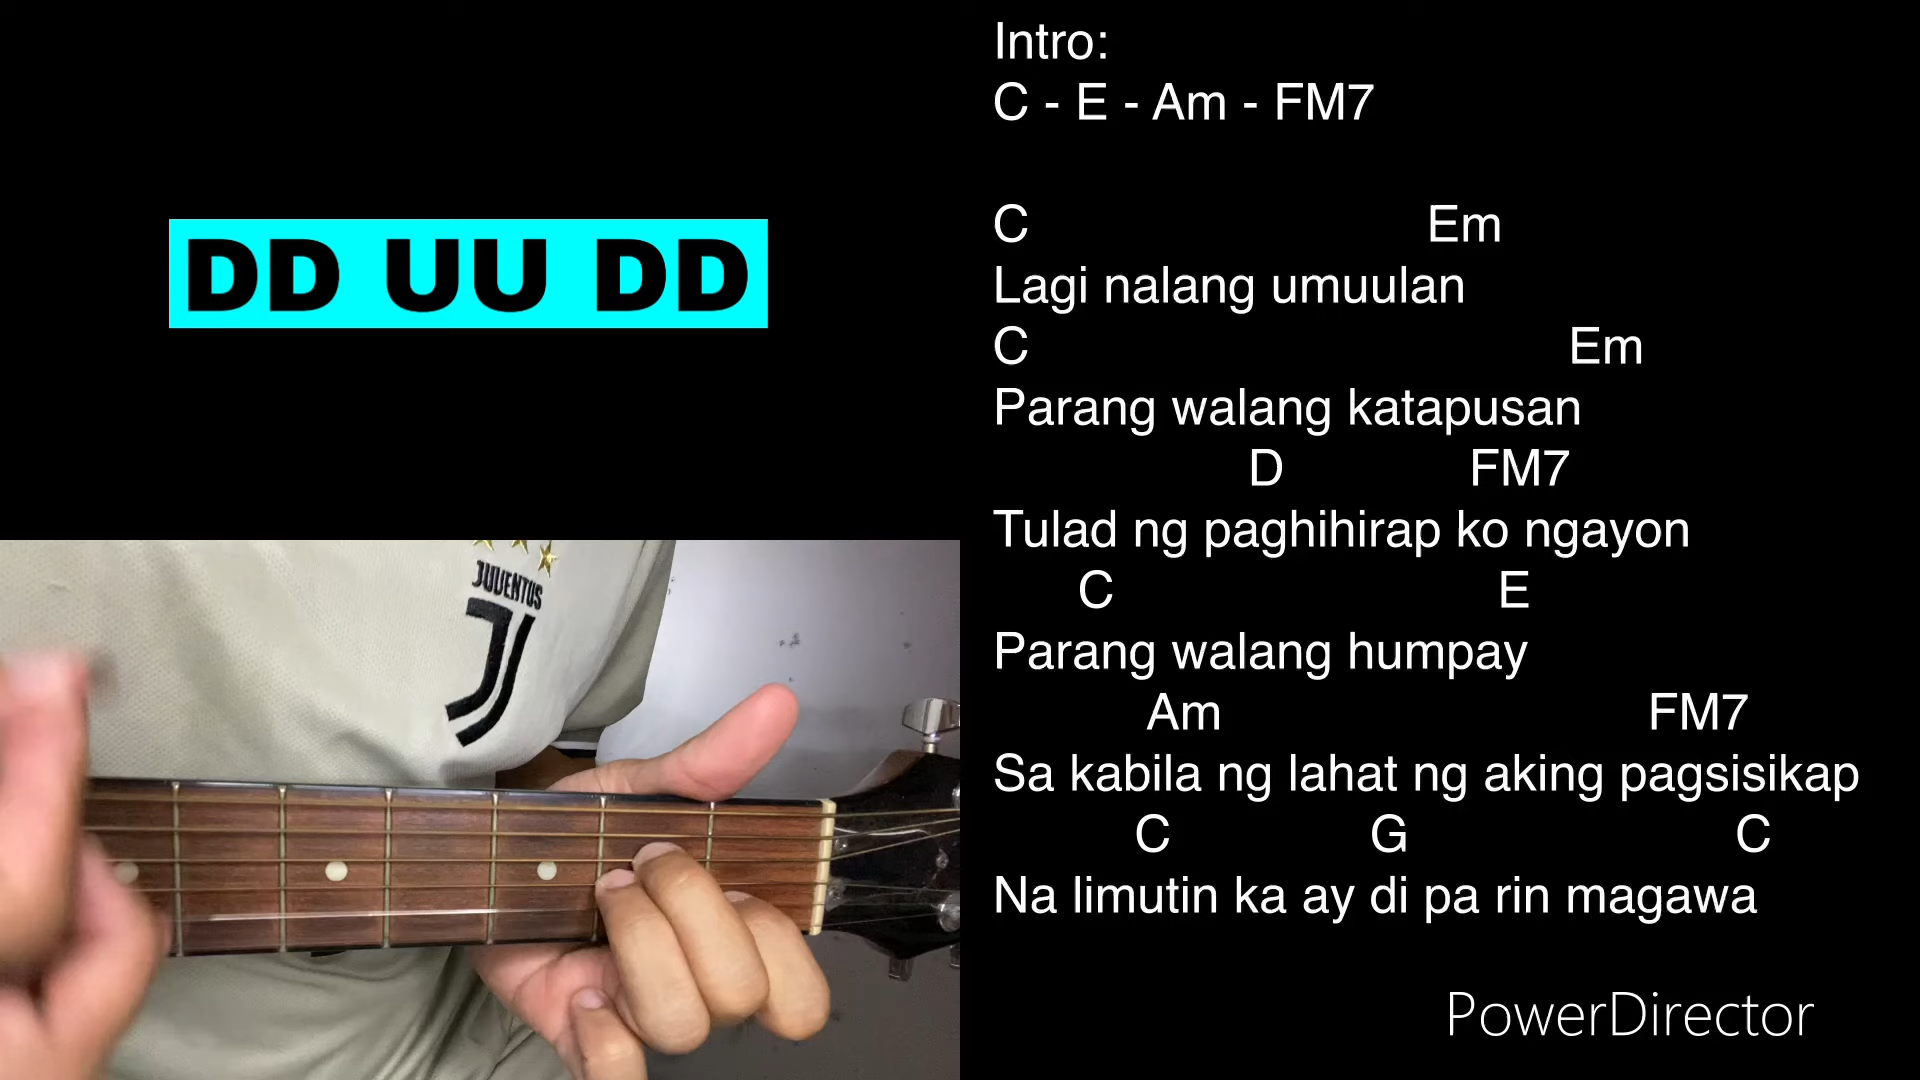 DD UU DD
JUVENTUS
Intro:
C - E - Am - FM7
C Em
Lagi nalang umuulan
C Em
Parang walang katapusan
D FM7
Tulad ng paghihirap ko ngayon
C E
Parang walang humpay
Am FM7
Sa kabila ng lahat ng aking pagsisikap
C G C
Na limutin ka ay di pa rin magawa
PowerDirector